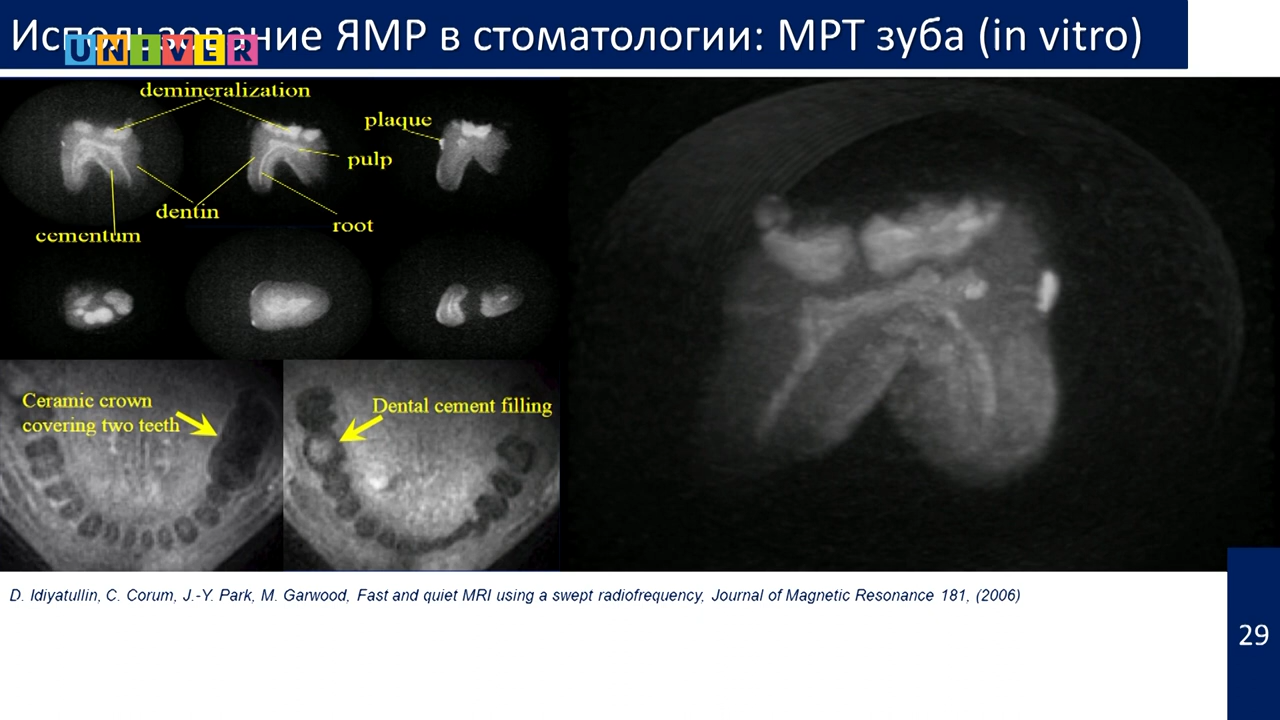 Использование ЯМР в стоматологии: МРТ зуба (in vitro)
UNIVER
demineralization
plaque
pulp
dentin
root
cementum
Ceramic crown
covering two teeth
Dental cement filling
D. Idiyatullin, C. Corum, J.-Y. Park, M. Garwood, Fast and quiet MRI using a swept radiofrequency, Journal of Magnetic Resonance 181, (2006)
29